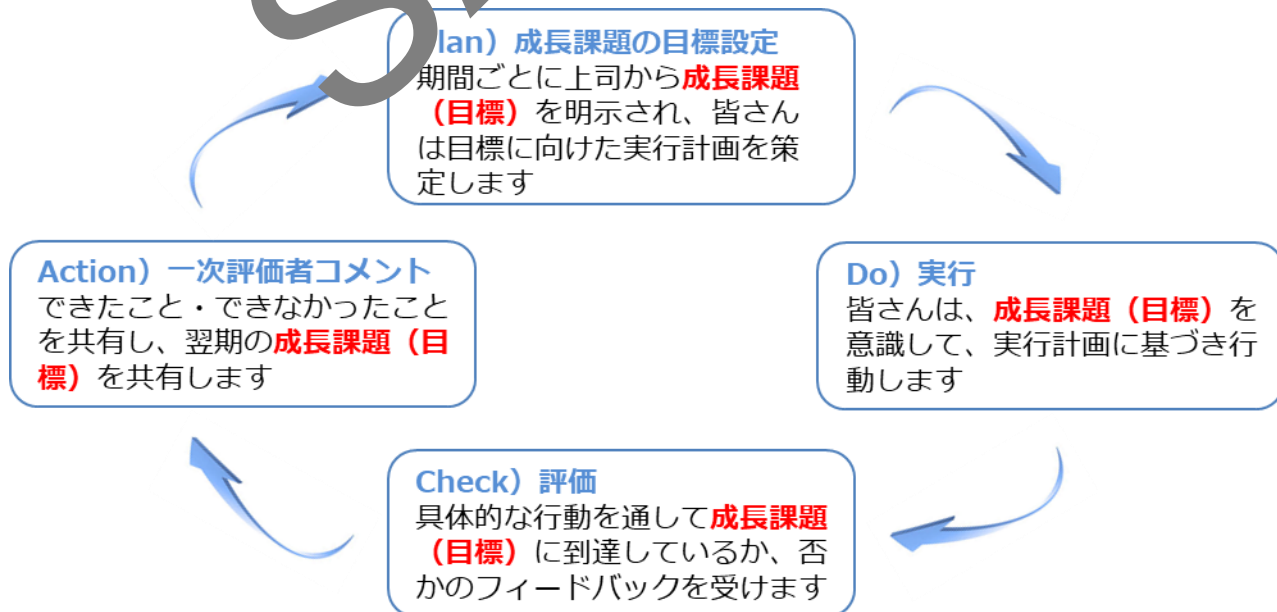 lan）成長課題の目標設定
期間ごとに上司から成長課題
（目標）を明示され、皆さん
は目標に向けた実行計画を策
定します
Action）一次評価者コメント
できたこと・できなかったこと
を共有し、翌期の成長課題（目
標）を共有します
Do）実行
皆さんは、成長課題（目標）を
意識して、実行計画に基づき行
動します
Check）評価
具体的な行動を通して成長課題
（目標）に到達しているか、否
かのフィードバックを受けます